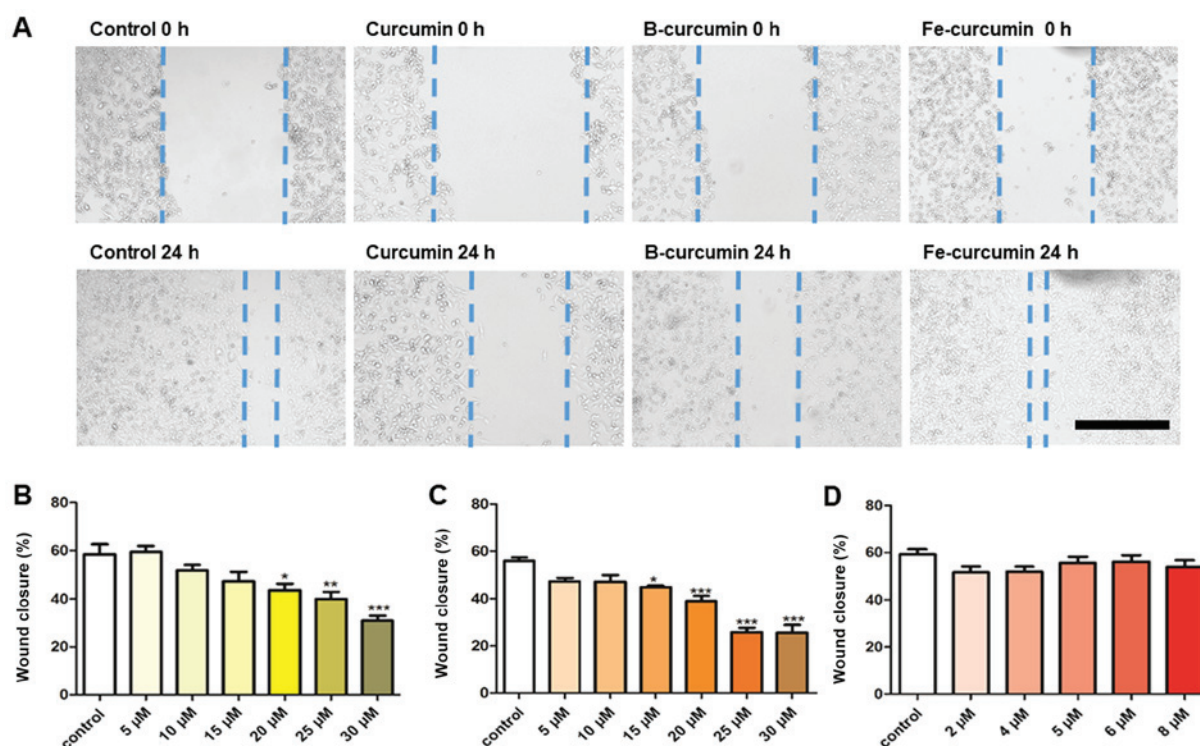 A
Control 0 h
Curcumin 0 h
B-curcumin 0 h
Fe-curcumin 0 h
Control 24 h
Curcumin 24 h
B-curcumin 24 h
Fe-curcumin 24 h
B
Wound closure (%)
80
60
40
20
0
*
**
***
control
5 µM
10 µM
15 µM
20 µM
25 µM
30 µM
C
Wound closure (%)
80
60
40
20
0
*
***
***
***
control
5 µM
10 µM
15 µM
20 µM
25 µM
30 µM
D
Wound closure (%)
80
60
40
20
0
control
2 µM
4 µM
5 µM
6 µM
8 µM